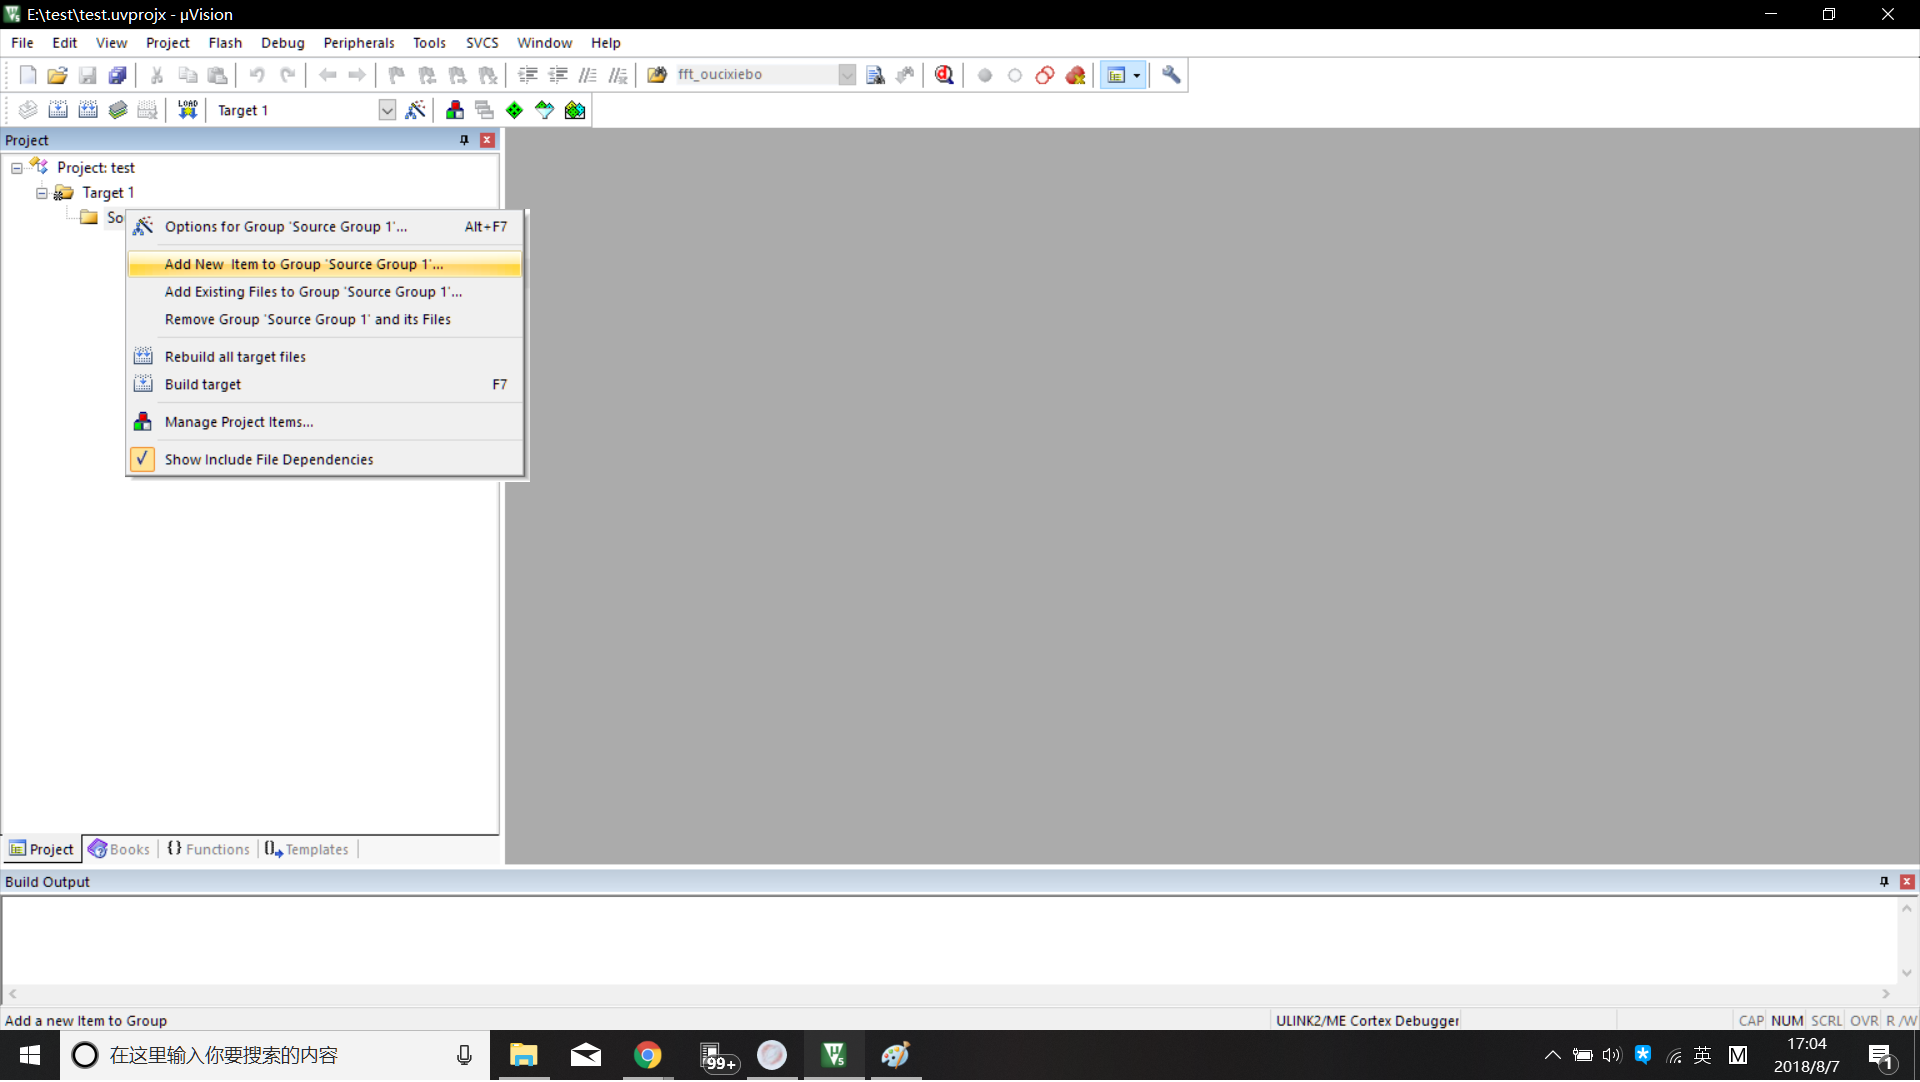 E:\test\test.uvprojx - µVision
File Edit View Project Flash Debug Peripherals Tools SVCS Window Help
fft_oucixiebo
LOAD Target 1
Project
Project: test
Target 1
So
Options for Group 'Source Group 1'... Alt+F7
Add New  Item to Group 'Source Group 1'...
Add Existing Files to Group 'Source Group 1'...
Remove Group 'Source Group 1' and its Files
Rebuild all target files
Build target F7
Manage Project Items...
Show Include File Dependencies
Project Books {} Functions Templates
Build Output
Add a new Item to Group ULINK2/ME Cortex Debugger CAP NUM SCRL OVR R /W
在这里输入你要搜索的内容 99+ 英 M 17:04
2018/8/7 1